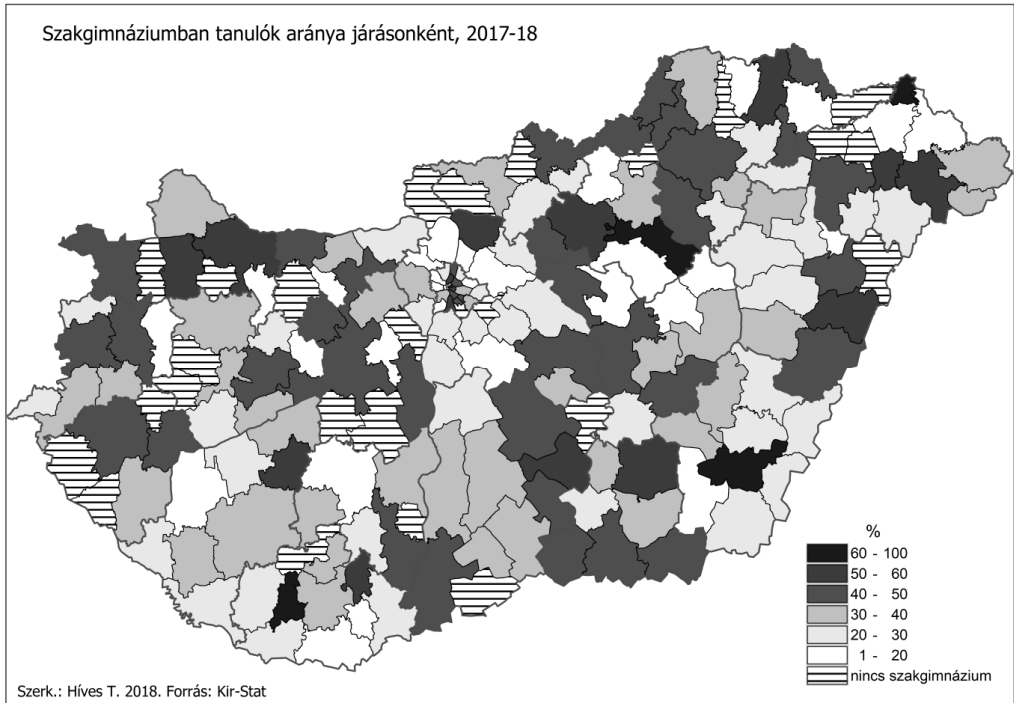 Szakgimnáziumban tanulók aránya járásonként, 2017-18
%
60 - 100
50 - 60
40 - 50
30 - 40
20 - 30
1 - 20
nincs szakgimnázium
Szerk.: Híves T. 2018. Forrás: Kir-Stat